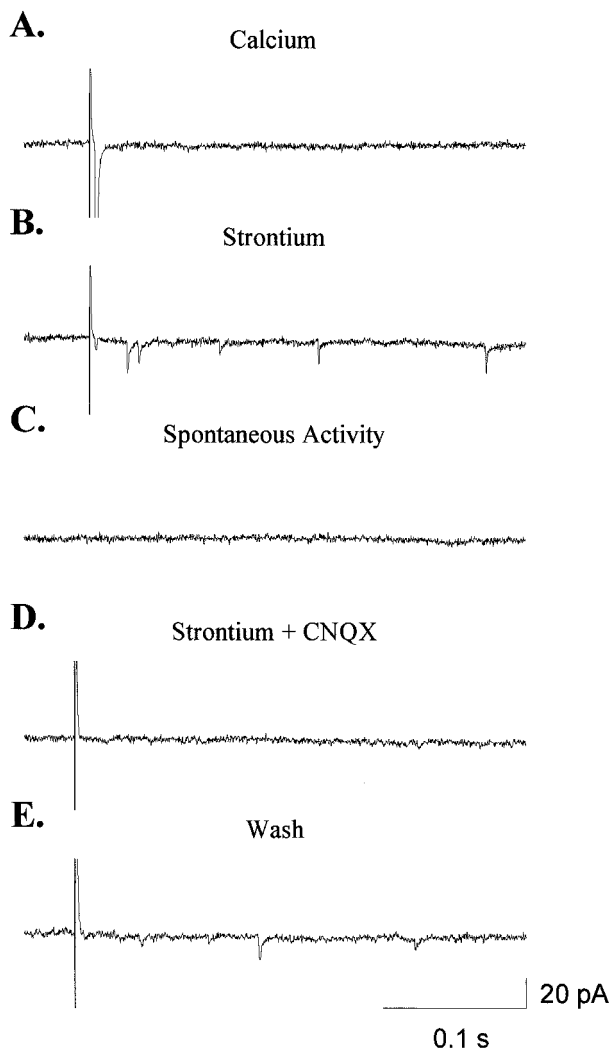 A.
Calcium
B.
Strontium
C.
Spontaneous Activity
D.
Strontium + CNQX
E.
Wash
20 pA
0.1 s